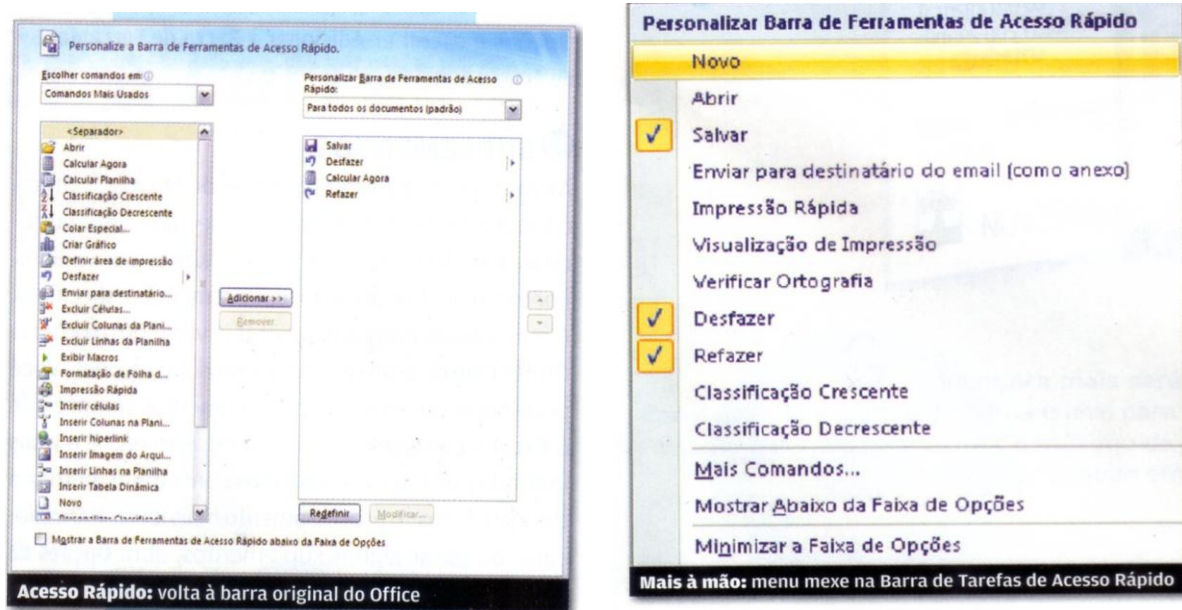 Personalize a Barra de Ferramentas de Acesso Rápido.
Escolher comandos em:
Comandos Mais Usados
<Separador>
Abrir
Calcular Agora
Calcular Planilha
Classificação Crescente
Classificação Decrescente
Colar Especial...
Criar Gráfico
Definir área de impressão
Desfazer
Enviar para destinatário...
Excluir Células...
Excluir Colunas da Plani...
Excluir Linhas da Planilha
Exibir Macros
Formatação de Folha d...
Impressão Rápida
Inserir células
Inserir Colunas na Plani...
Inserir hiperlink
Inserir Imagem do Arqui...
Inserir Linhas na Planilha
Inserir Tabela Dinâmica
Novo
Adicionar >>
Remover
Personalizar Barra de Ferramentas de Acesso
Rápido:
Para todos os documentos (padrão)
Salvar
Desfazer
Calcular Agora
Refazer
Redefinir
Modificar...
Mostrar a Barra de Ferramentas de Acesso Rápido abaixo da Faixa de Opções
Acesso Rápido: volta à barra original do Office
Personalizar Barra de Ferramentas de Acesso Rápido
Novo
Abrir
Salvar
Enviar para destinatário do email (como anexo)
Impressão Rápida
Visualização de Impressão
Verificar Ortografia
Desfazer
Refazer
Classificação Crescente
Classificação Decrescente
Mais Comandos...
Mostrar Abaixo da Faixa de Opções
Minimizar a Faixa de Opções
Mais à mão: menu mexe na Barra de Tarefas de Acesso Rápido